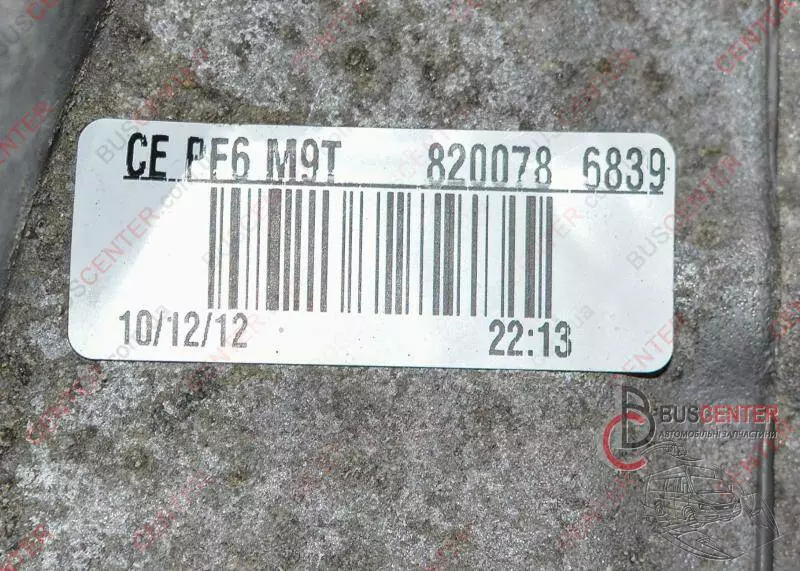 CE PF6 M9T 820078 6839
10/12/12 22:13
BUSCENTER
АВТОМОБІЛЬНІ ЗАПЧАСТИНИ